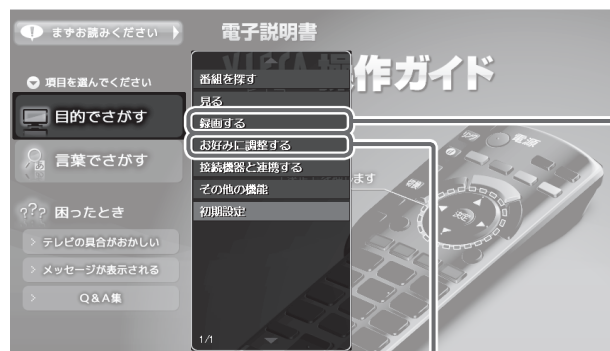 まずお読みください
項目を選んでください
目的でさがす
言葉でさがす
??? 困ったとき
> テレビの具合がおかしい
> メッセージが表示される
> Q&A集
電子説明書
作ガイド
番組を探す
見る
録画する
お好みに調整する
接続機器と連携する
その他の機能
初期設定
1/1
ます
電源